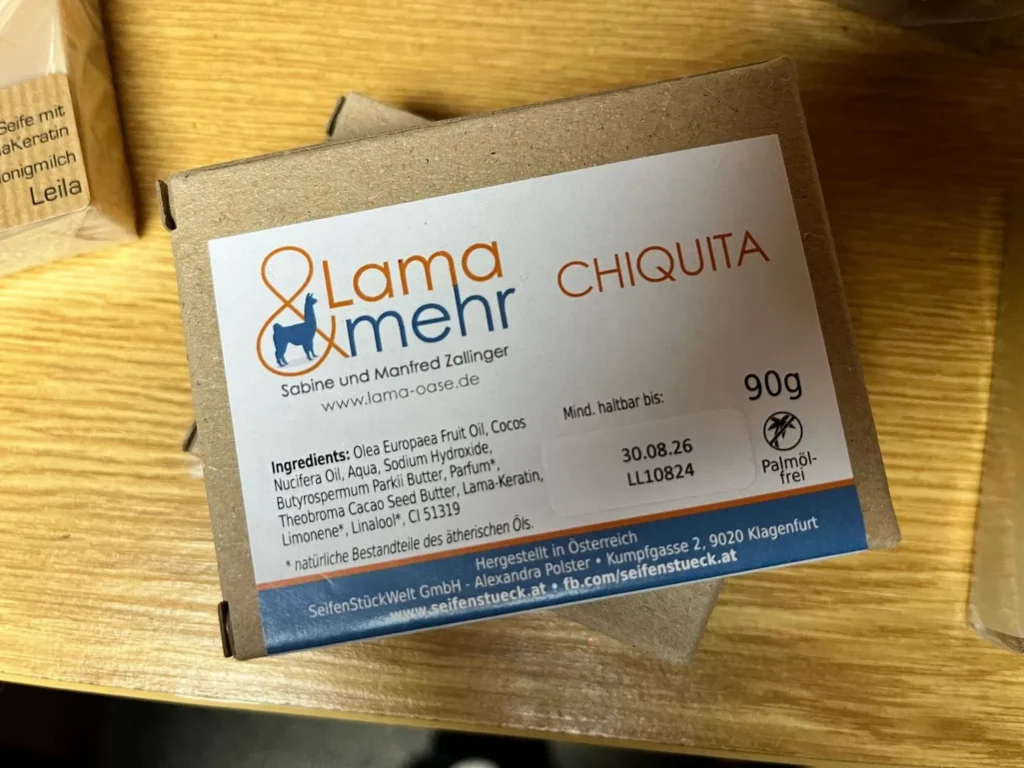 Seife mit
Keratin
onigmilch
Leila
& Lama
mehr
Sabine und Manfred Zallinger
www.lama-oase.de
CHIQUITA
Ingredients: Olea Europaea Fruit Oil, Cocos
Nucifera Oil, Aqua, Sodium Hydroxide,
Butyrospermum Parkii Butter, Parfum*,
Theobroma Cacao Seed Butter, Lama-Keratin,
Limonene*, Linalool*, CI 51319
* natürliche Bestandteile des ätherischen Öls.
Mind. haltbar bis:
30.08.26
LL10824
90g
Palmöl-
frei
Hergestellt in Österreich
SeifenStückWelt GmbH - Alexandra Polster • Kumpfgasse 2, 9020 Klagenfurt
www.seifenstueck.at • fb.com/seifenstueck.at